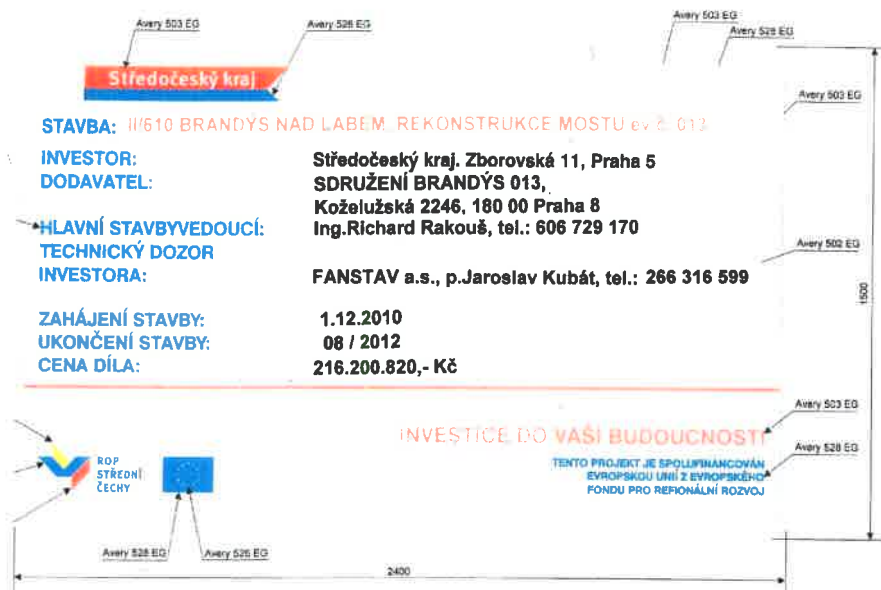 Avery 503 EG
Avery 528 EG
Avery 503 EG
Avery 528 EG
Avery 503 EG
Středočeský kraj
STAVBA: II/610 BRANDÝS NAD LABEM, REKONSTRUKCE MOSTU ev.č. 013
INVESTOR: Středočeský kraj. Zborovská 11, Praha 5
DODAVATEL: SDRUŽENÍ BRANDÝS 013,
Koželužská 2246, 180 00 Praha 8
HLAVNÍ STAVBYVEDOUCÍ: Ing.Richard Rakouš, tel.: 606 729 170
TECHNICKÝ DOZOR
INVESTORA: FANSTAV a.s., p.Jaroslav Kubát, tel.: 266 316 599
Avery 502 EG
1500
ZAHÁJENÍ STAVBY: 1.12.2010
UKONČENÍ STAVBY: 08 / 2012
CENA DÍLA: 216.200.820,- Kč
Avery 503 EG
INVESTICE DO VAŠÍ BUDOUCNOSTI
Avery 528 EG
ROP
STŘEDNÍ
ČECHY
TENTO PROJEKT JE SPOLUFINANCOVÁN
EVROPSKOU UNIÍ Z EVROPSKÉHO
FONDU PRO REFIONÁLNÍ ROZVOJ
Avery 528 EG
Avery 525 EG
2400